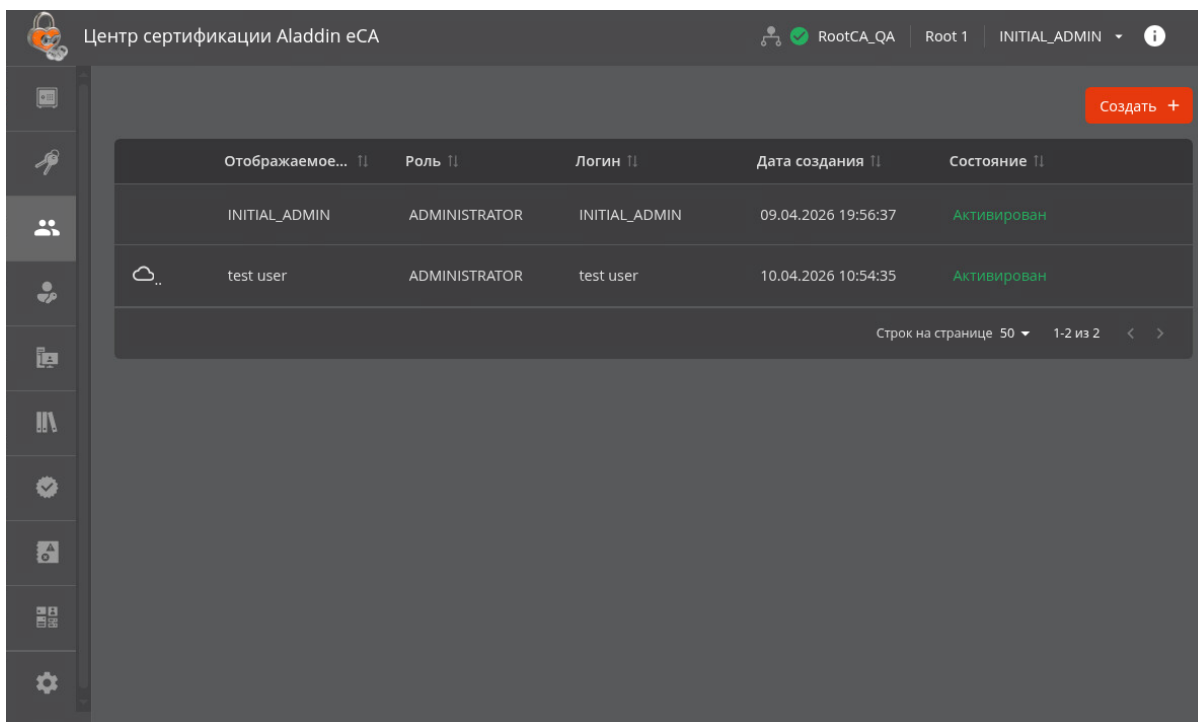 Центр сертификации Aladdin eCA
RootCA_QA Root 1 INITIAL_ADMIN
Создать +
Отображаемое... Роль Логин Дата создания Состояние
INITIAL_ADMIN ADMINISTRATOR INITIAL_ADMIN 09.04.2026 19:56:37 Активирован
test user ADMINISTRATOR test user 10.04.2026 10:54:35 Активирован
Строк на странице 50 1-2 из 2